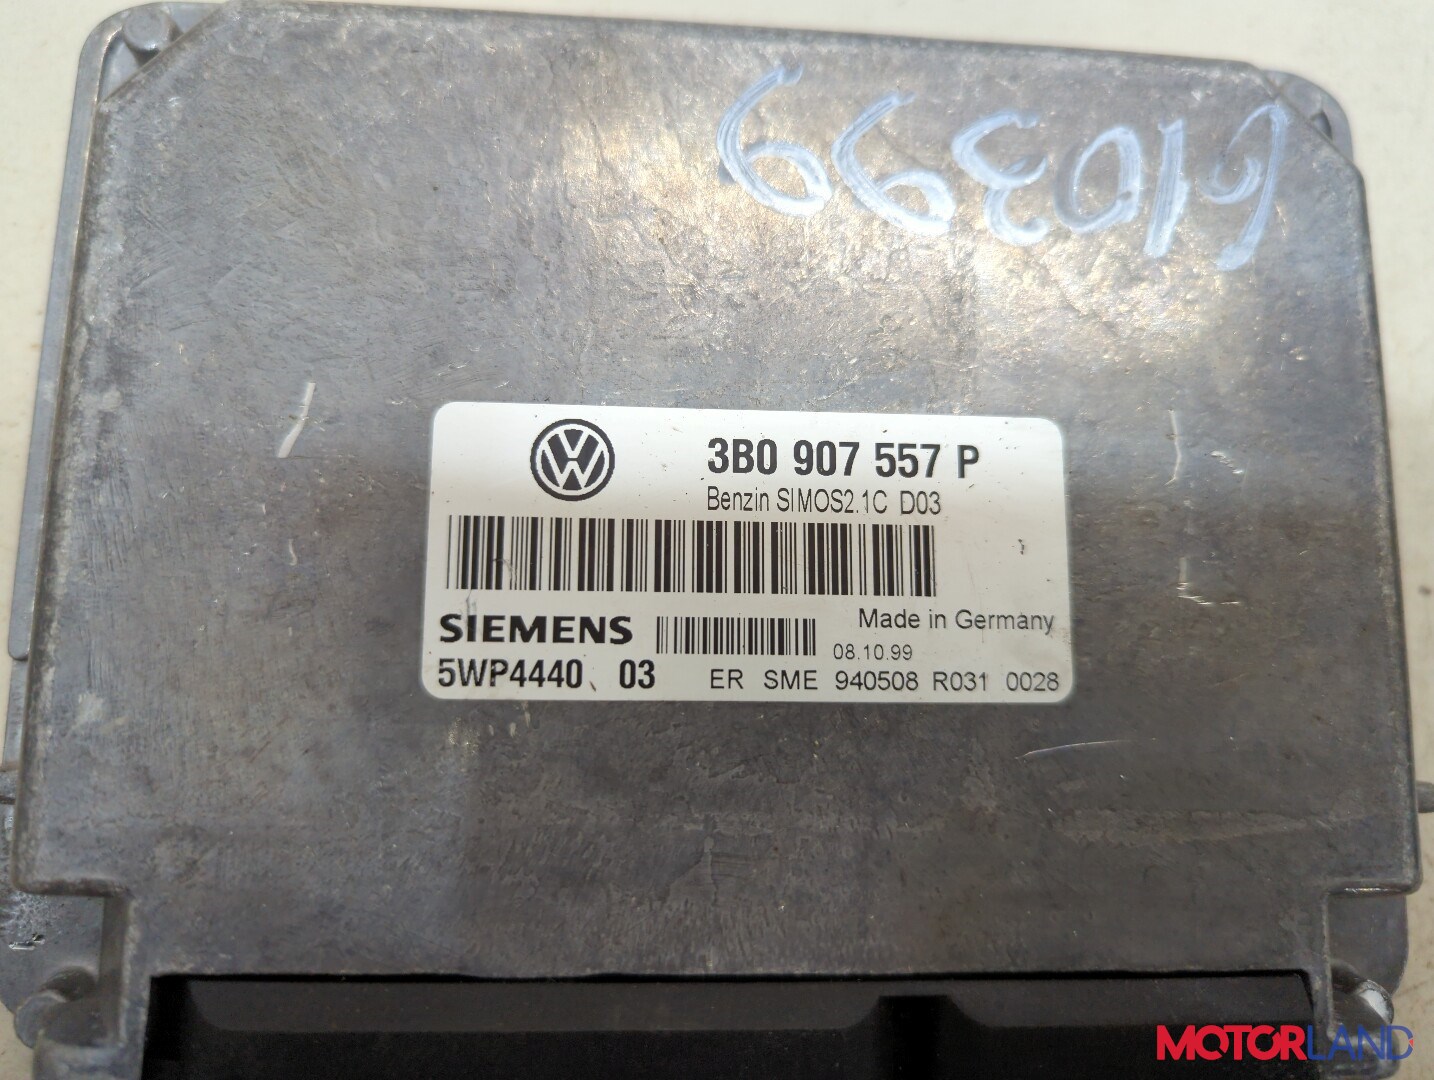 610399
3B0 907 557 P
Benzin SIMOS2.1C D03
SIEMENS
Made in Germany
08.10.99
5WP4440 03
ER SME 940508 R031 0028
MOTORLAND